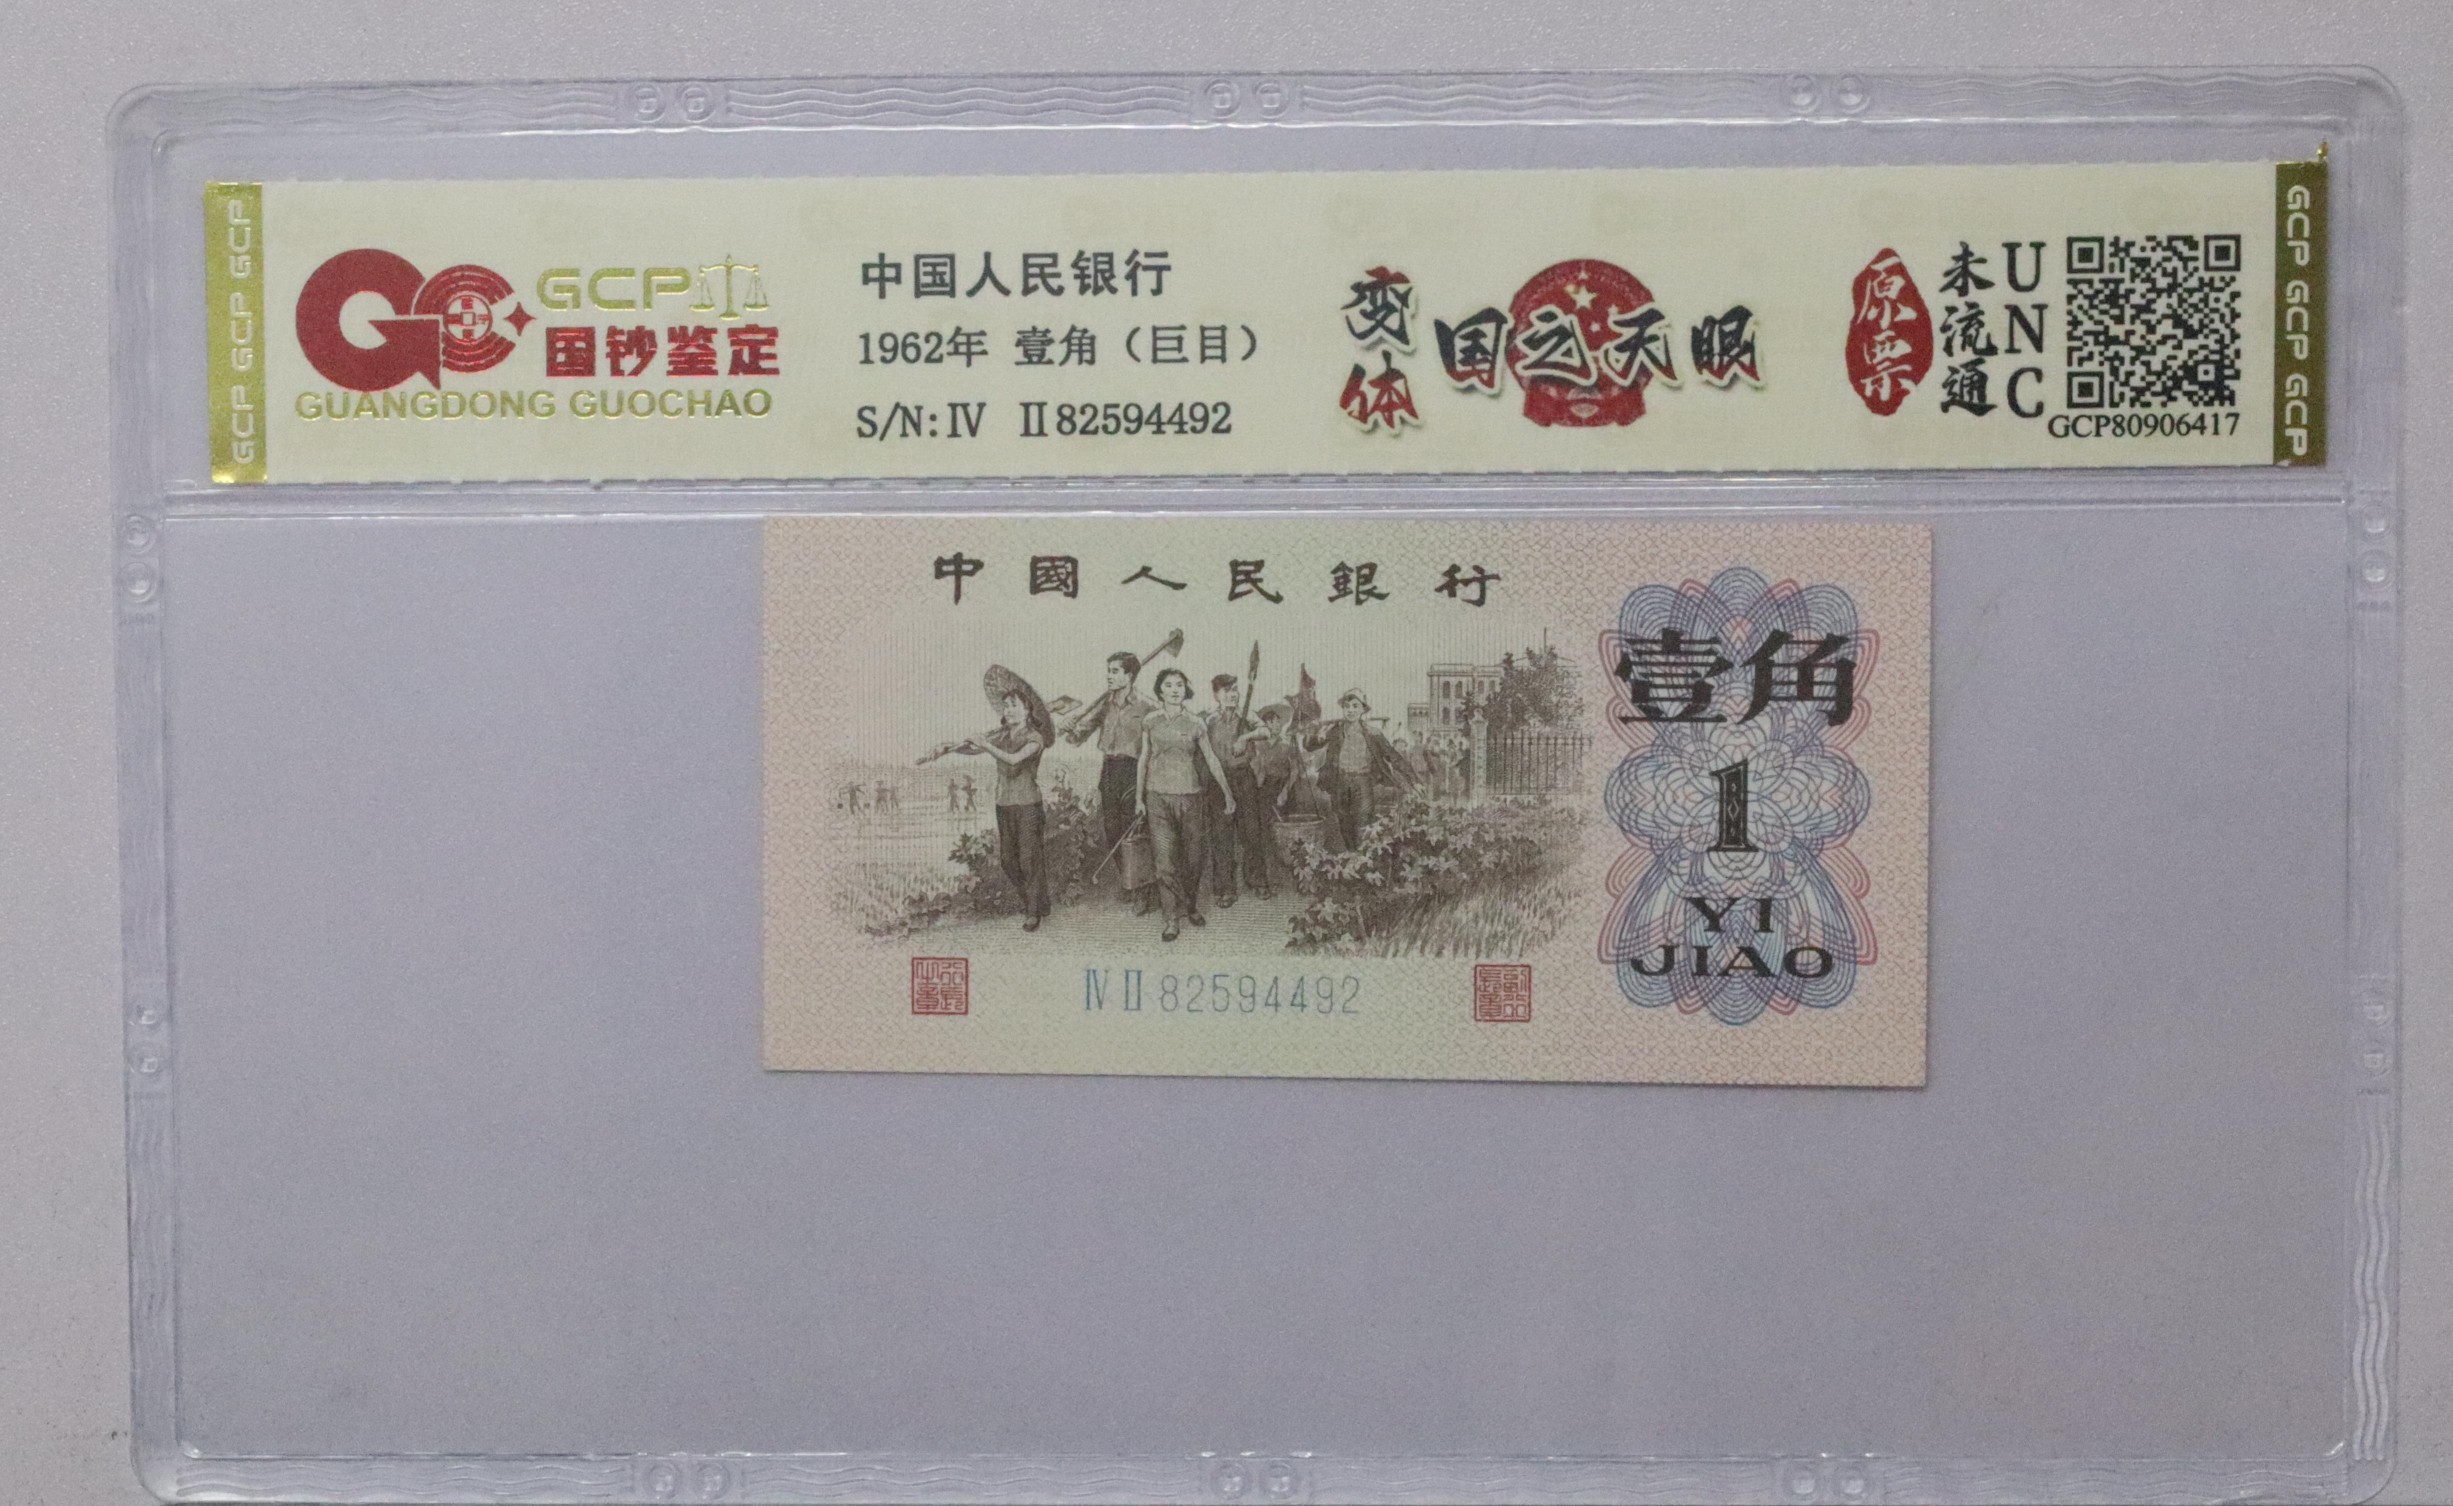 GCP GCP GCP
GCP
国钞鉴定
GUANGDONG GUOCHAO
中国人民银行
1962年 壹角（巨目）
S/N:Ⅳ Ⅱ82594492
变体
国之天眼
原票
未流通
UNC
GCP80906417
GCP GCP GCP
中國人民銀行
壹角
1
YI
JIAO
Ⅳ Ⅱ 82594492